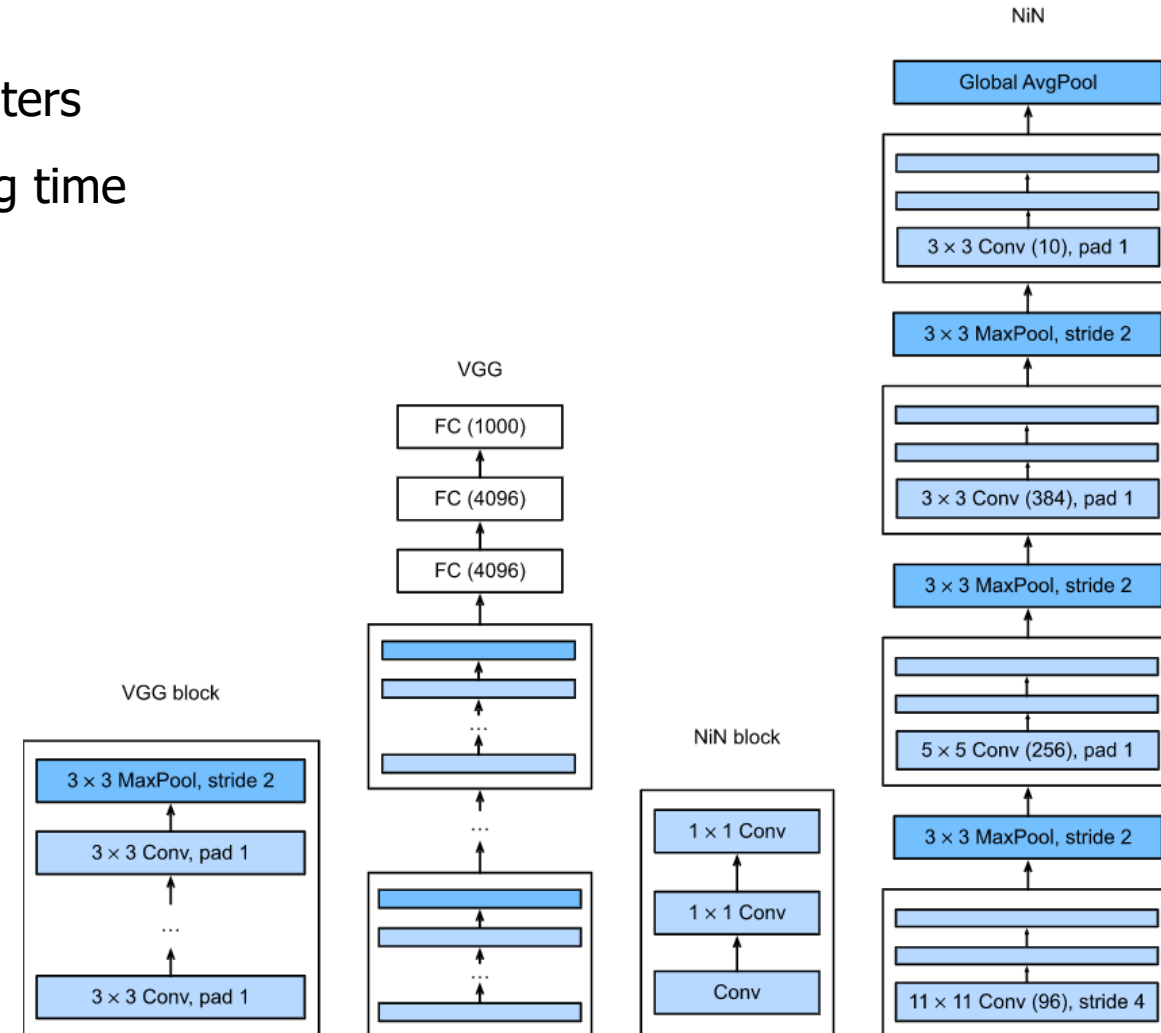 ters
g time
VGG block
3 × 3 MaxPool, stride 2
3 × 3 Conv, pad 1
...
3 × 3 Conv, pad 1
VGG
FC (1000)
FC (4096)
FC (4096)
...
...
...
NiN block
1 × 1 Conv
1 × 1 Conv
Conv
NiN
Global AvgPool
3 × 3 Conv (10), pad 1
3 × 3 MaxPool, stride 2
3 × 3 Conv (384), pad 1
3 × 3 MaxPool, stride 2
5 × 5 Conv (256), pad 1
3 × 3 MaxPool, stride 2
11 × 11 Conv (96), stride 4